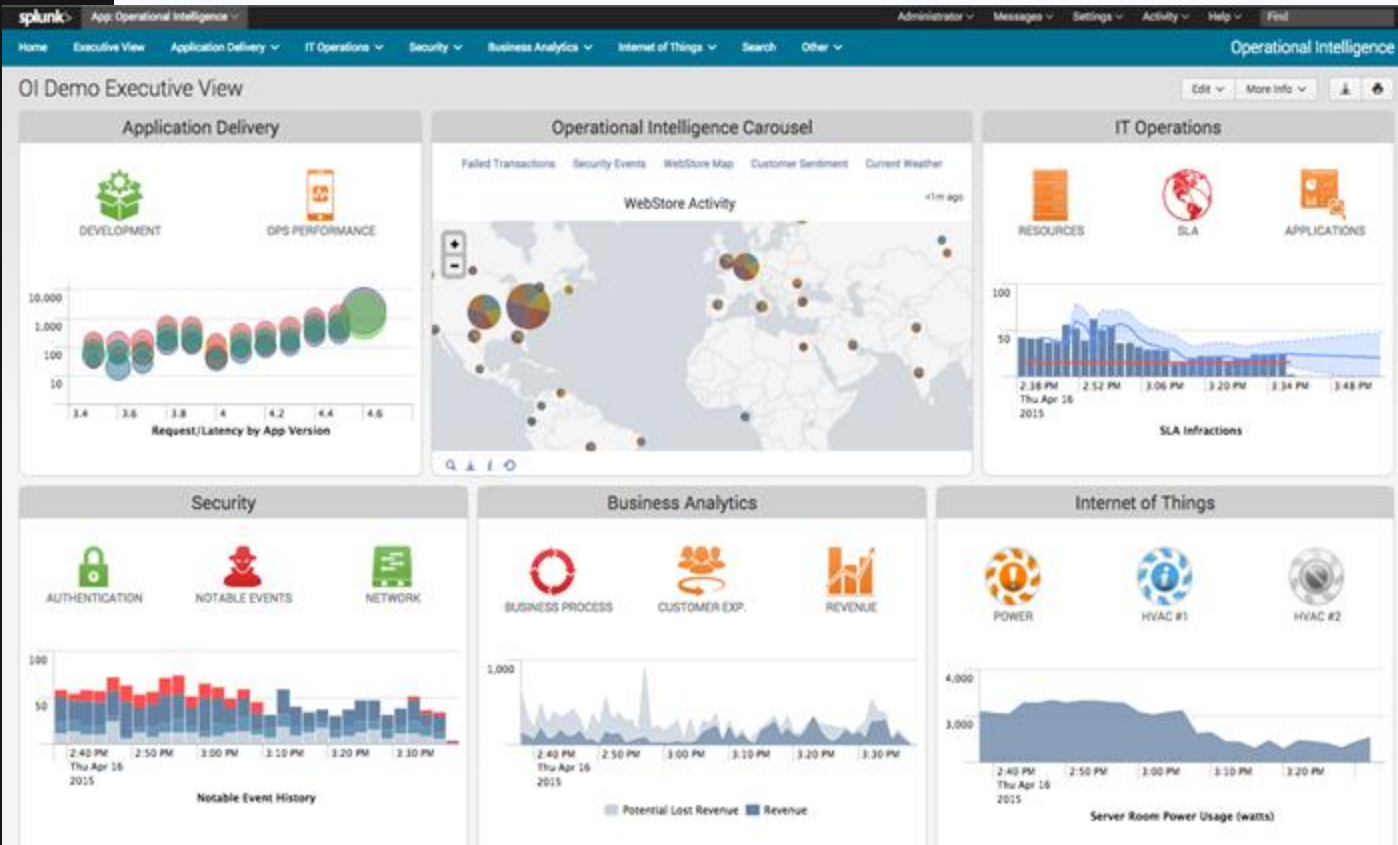 splunk> App: Operational Intelligence Administrator Messages Settings Activity Help Find
Home Executive View Application Delivery IT Operations Security Business Analytics Internet of Things Search Other Operational Intelligence
OI Demo Executive View Edit More Info
Application Delivery
DEVELOPMENT OPS PERFORMANCE
10,000
1,000
100
10
3.4 3.6 3.8 4 4.2 4.4 4.6
Request/Latency by App Version
Operational Intelligence Carousel
Failed Transactions Security Events WebStore Map Customer Sentiment Current Weather
WebStore Activity <1m ago
+
-
IT Operations
RESOURCES SLA APPLICATIONS
100
50
2:38 PM 2:52 PM 3:06 PM 3:20 PM 3:34 PM 3:48 PM
Thu Apr 16
2015
SLA Infractions
Security
AUTHENTICATION NOTABLE EVENTS NETWORK
100
50
2:40 PM 2:50 PM 3:00 PM 3:10 PM 3:20 PM 3:30 PM
Thu Apr 16
2015
Notable Event History
Business Analytics
BUSINESS PROCESS CUSTOMER EXP. REVENUE
1,000
2:40 PM 2:50 PM 3:00 PM 3:10 PM 3:20 PM 3:30 PM
Thu Apr 16
2015
Potential Lost Revenue Revenue
Internet of Things
POWER HVAC #1 HVAC #2
4,000
3,000
2:40 PM 2:50 PM 3:00 PM 3:10 PM 3:20 PM
Thu Apr 16
2015
Server Room Power Usage (watts)